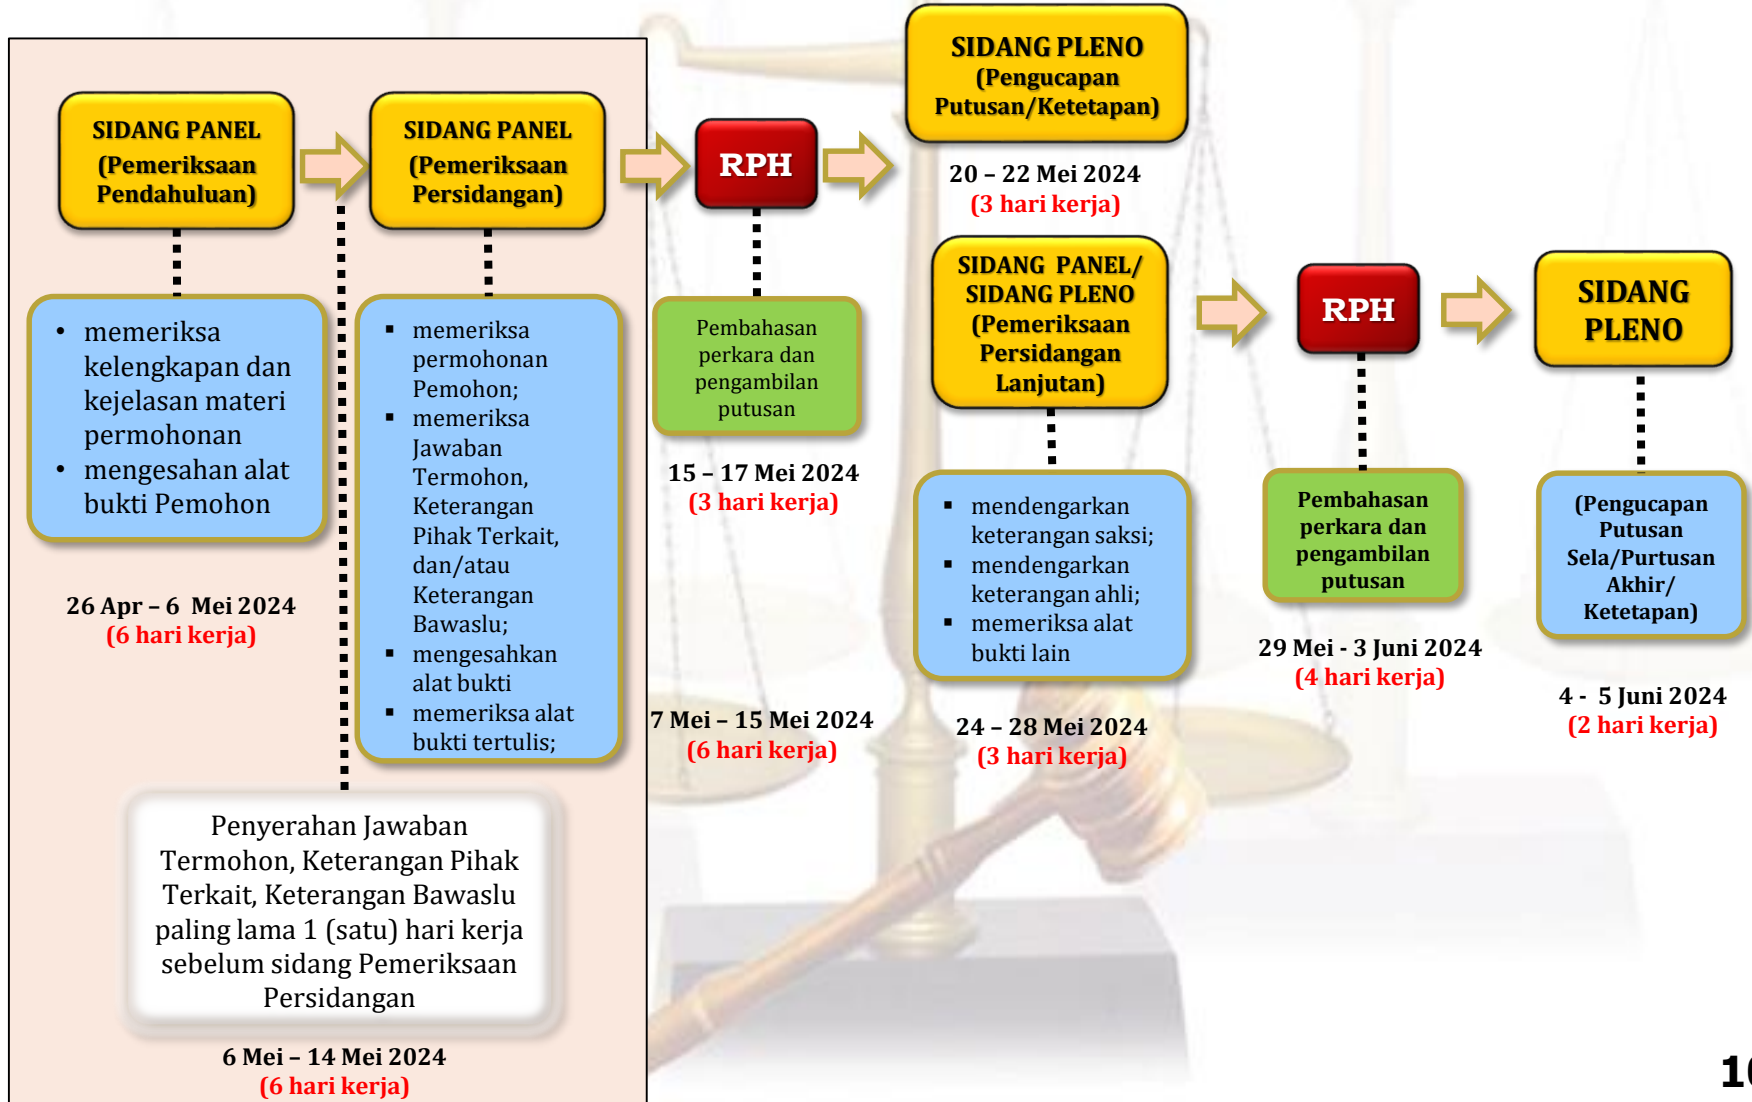 SIDANG PANEL
(Pemeriksaan
Pendahuluan)
• memeriksa
kelengkapan dan
kejelasan materi
permohonan
• mengesahan alat
bukti Pemohon
26 Apr – 6 Mei 2024
(6 hari kerja)
SIDANG PANEL
(Pemeriksaan
Persidangan)
▪ memeriksa
permohonan
Pemohon;
▪ memeriksa
Jawaban
Termohon,
Keterangan
Pihak Terkait,
dan/atau
Keterangan
Bawaslu;
▪ mengesahkan
alat bukti
▪ memeriksa alat
bukti tertulis;
7 Mei – 15 Mei 2024
(6 hari kerja)
Penyerahan Jawaban
Termohon, Keterangan Pihak
Terkait, Keterangan Bawaslu
paling lama 1 (satu) hari kerja
sebelum sidang Pemeriksaan
Persidangan
6 Mei – 14 Mei 2024
(6 hari kerja)
RPH
Pembahasan
perkara dan
pengambilan
putusan
15 – 17 Mei 2024
(3 hari kerja)
SIDANG PLENO
(Pengucapan
Putusan/Ketetapan)
20 – 22 Mei 2024
(3 hari kerja)
SIDANG PANEL/
SIDANG PLENO
(Pemeriksaan
Persidangan
Lanjutan)
▪ mendengarkan
keterangan saksi;
▪ mendengarkan
keterangan ahli;
▪ memeriksa alat
bukti lain
24 – 28 Mei 2024
(3 hari kerja)
RPH
Pembahasan
perkara dan
pengambilan
putusan
29 Mei - 3 Juni 2024
(4 hari kerja)
SIDANG
PLENO
(Pengucapan
Putusan
Sela/Purtusan
Akhir/
Ketetapan)
4 - 5 Juni 2024
(2 hari kerja)